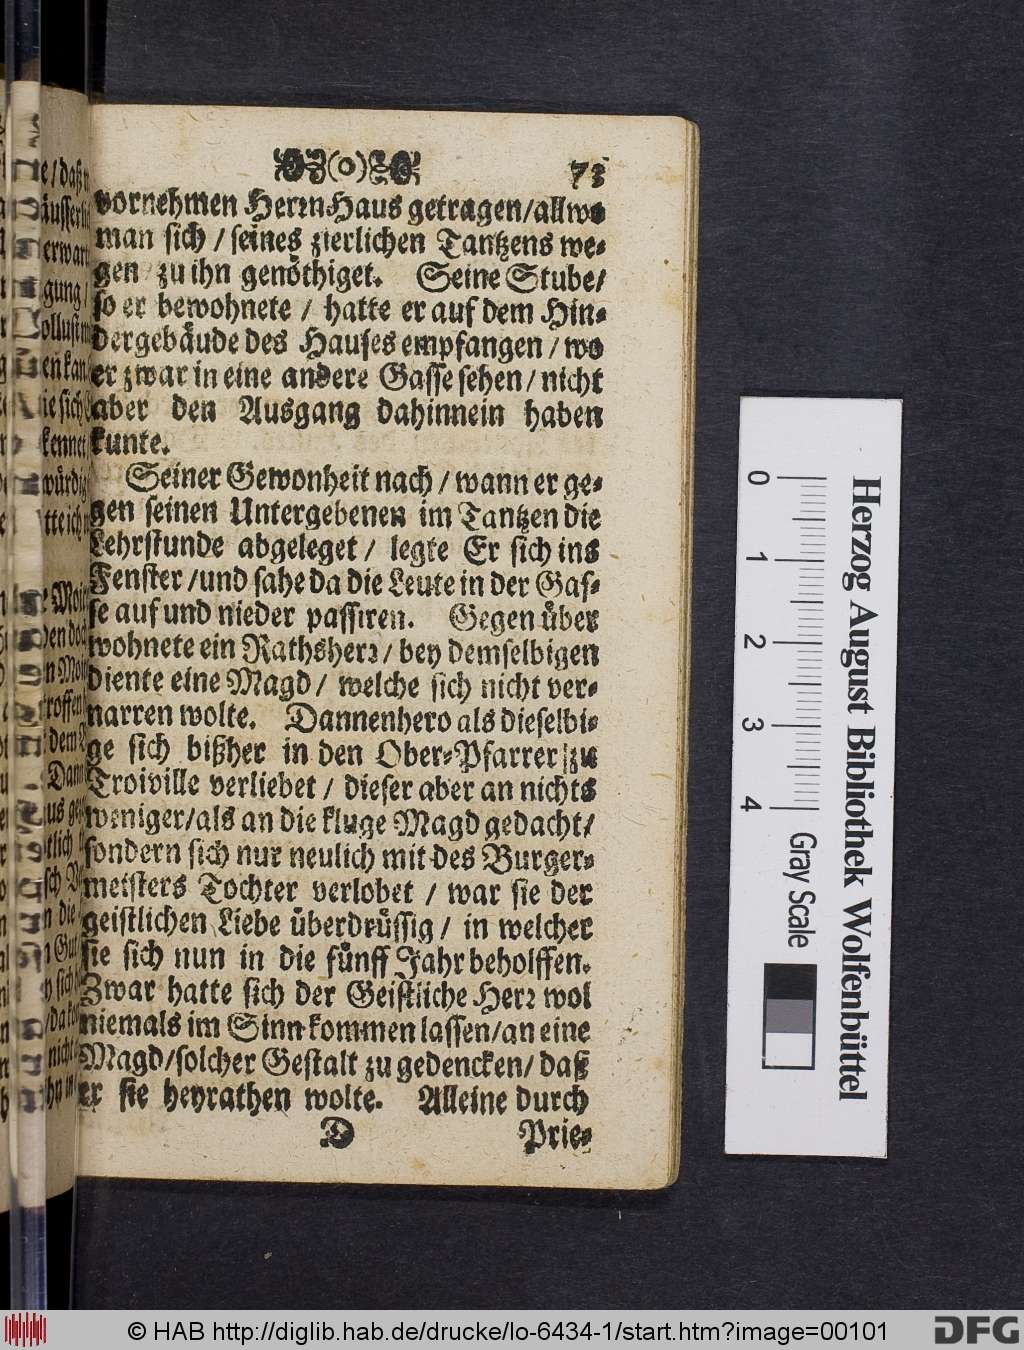 (o) 73
vornehmen Herrn Haus getragen/allwo
man sich / seines zierlichen Tantzens we-
gen / zu ihn genöthiget. Seine Stube/
so er bewohnete / hatte er auf dem Hin-
dergebäude des Hauses empfangen / wo
er zwar in eine andere Gasse sehen / nicht
aber den Ausgang dahinnein haben
kunte.
Seiner Gewonheit nach / wann er ge-
gen seinen Untergebenen im Tantzen die
Lehrstunde abgeleget / legte Er sich ins
Fenster /und sahe da die Leute in der Gas-
se auf und nieder passiren. Gegen über
wohnete ein Rathsherr / bey demselbigen
diente eine Magd / welche sich nicht ver-
narren wolte. Dannenhero als dieselbi-
ge sich bißher in den Ober-Pfarrer zu
Troiville verliebet / dieser aber an nichts
weniger/als an die kluge Magd gedacht/
sondern sich nur neulich mit des Burger-
meisters Tochter verlobet / war sie der
geistlichen Liebe überdrüssig / in welcher
sie sich nun in die fünff Jahr beholffen.
Zwar hatte sich der Geistliche Herr wol
niemals im Sinn kommen lassen/an eine
Magd/solcher Gestalt zu gedencken/ daß
er sie heyrathen wolte. Alleine durch
D Prie-
Herzog August Bibliothek Wolfenbüttel
0 1 2 3 4
Gray Scale
© HAB http://diglib.hab.de/drucke/lo-6434-1/start.htm?image=00101
DFG